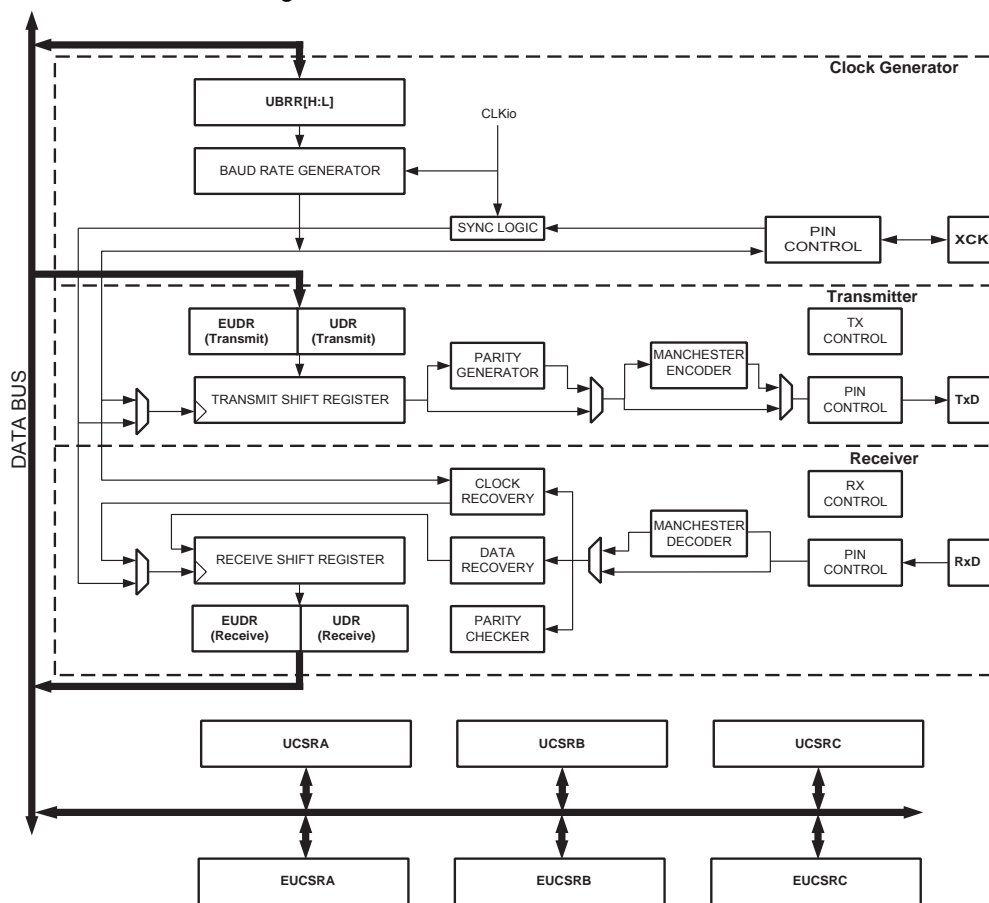 Clock Generator
UBRR[H:L]
CLKio
BAUD RATE GENERATOR
SYNC LOGIC
PIN
CONTROL
XCK
Transmitter
EUDR
(Transmit)
UDR
(Transmit)
TX
CONTROL
PARITY
GENERATOR
MANCHESTER
ENCODER
TRANSMIT SHIFT REGISTER
PIN
CONTROL
TxD
DATA BUS
Receiver
CLOCK
RECOVERY
RX
CONTROL
MANCHESTER
DECODER
RECEIVE SHIFT REGISTER
DATA
RECOVERY
PIN
CONTROL
RxD
EUDR
(Receive)
UDR
(Receive)
PARITY
CHECKER
UCSRA
UCSRB
UCSRC
EUCSRA
EUCSRB
EUCSRC